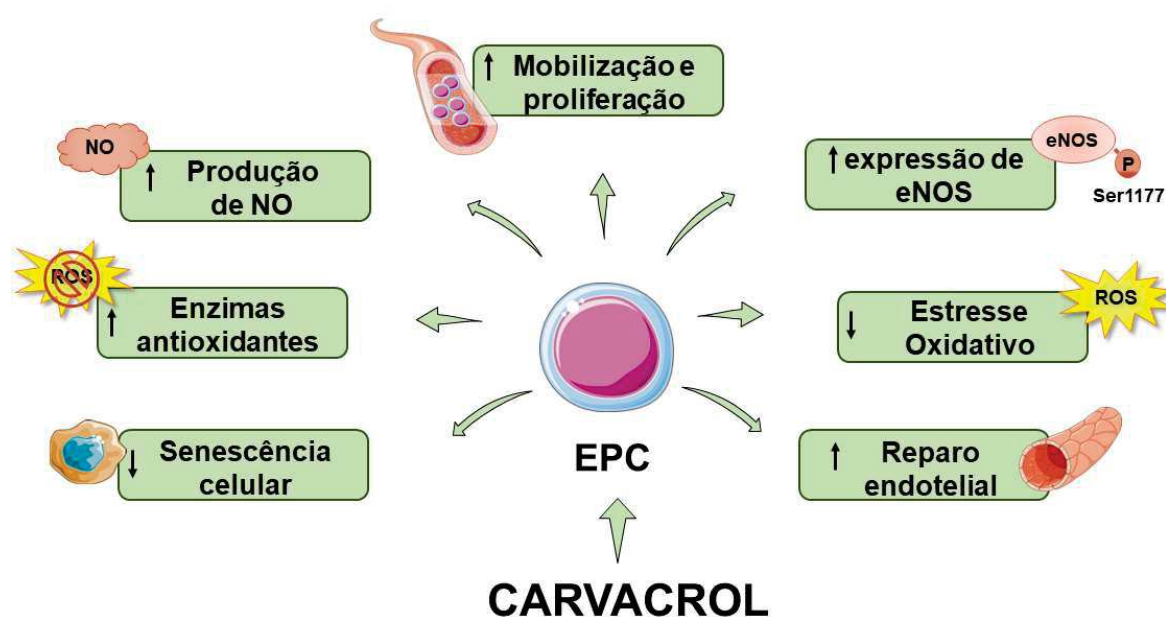 ↑ Mobilização e
proliferação
NO
↑ Produção
de NO
↑ expressão de
eNOS
eNOS
P
Ser1177
ROS
↑ Enzimas
antioxidantes
↓ Estresse
Oxidativo
ROS
↓ Senescência
celular
EPC
↑ Reparo
endotelial
CARVACROL